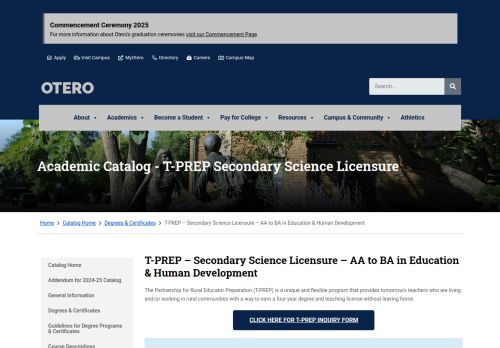 Commencement Ceremony 2025
For more information about Otero's graduation ceremonies visit our Commencement Page
Apply Visit Campus MyOtero Directory Careers Campus Map
OTERO
Search...
About Academics Become a Student Pay for College Resources Campus & Community Athletics
Academic Catalog - T-PREP Secondary Science Licensure
Home Catalog Home Degrees & Certificates T-PREP – Secondary Science Licensure – AA to BA in Education & Human Development
Catalog Home
Addendum for 2024-25 Catalog
General Information
Degrees & Certificates
Guidelines for Degree Programs
& Certificates
Course Descriptions
T-PREP – Secondary Science Licensure – AA to BA in Education
& Human Development
The Partnership for Rural Educator Preparation (T-PREP) is a unique and flexible program that provides tomorrow's teachers who are living
and/or working in rural communities with a way to earn a four-year degree and teaching license without leaving home.
CLICK HERE FOR T-PREP INQUIRY FORM